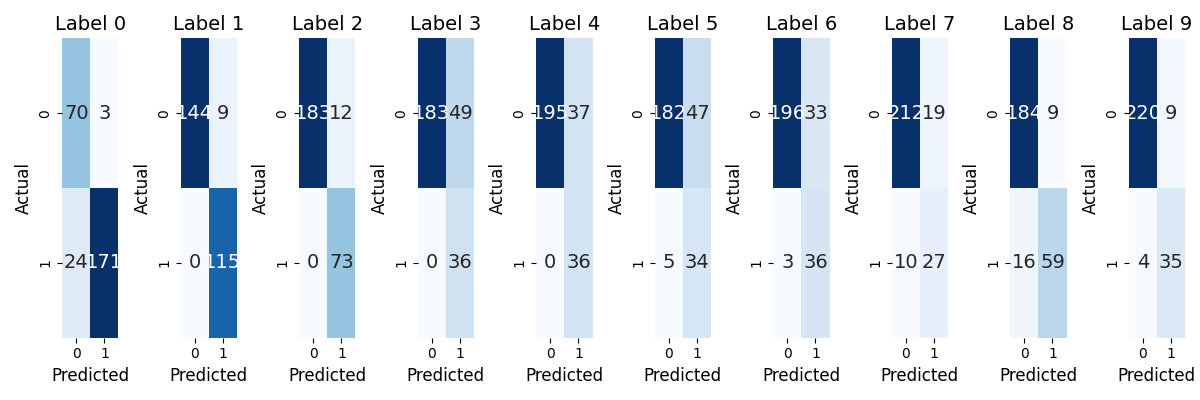 Label 0 Label 1 Label 2 Label 3 Label 4 Label 5 Label 6 Label 7 Label 8 Label 9
0 70 3 0 144 9 0 183 12 0 183 49 0 195 37 0 182 47 0 196 33 0 212 19 0 184 9 0 220 9
Actual Actual Actual Actual Actual Actual Actual Actual Actual Actual
1 24 171 1 0 115 1 0 73 1 0 36 1 0 36 1 5 34 1 3 36 1 10 27 1 16 59 1 4 35
0 1 0 1 0 1 0 1 0 1 0 1 0 1 0 1 0 1 0 1
Predicted Predicted Predicted Predicted Predicted Predicted Predicted Predicted Predicted Predicted